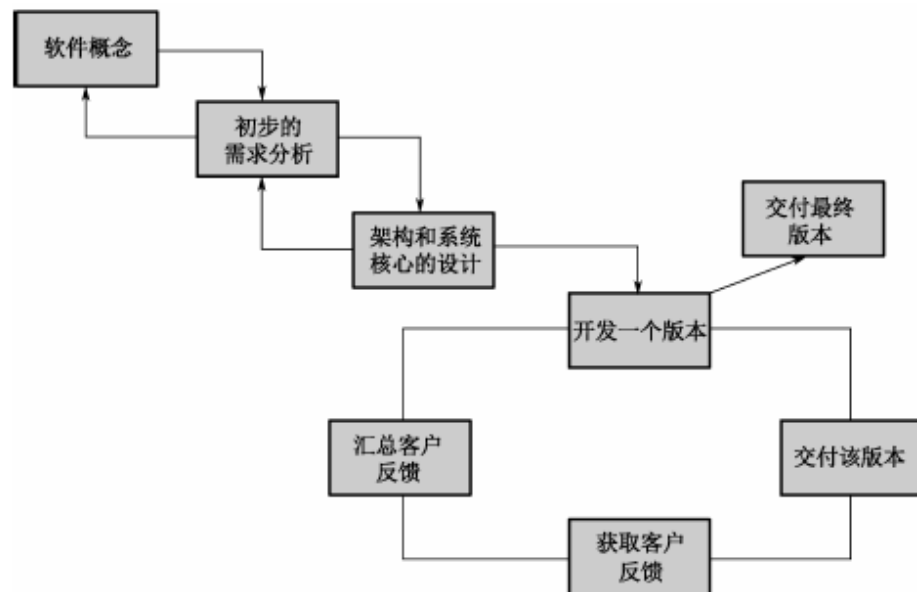 软件概念
初步的
需求分析
架构和系统
核心的设计
交付最终
版本
开发一个版本
汇总客户
反馈
交付该版本
获取客户
反馈